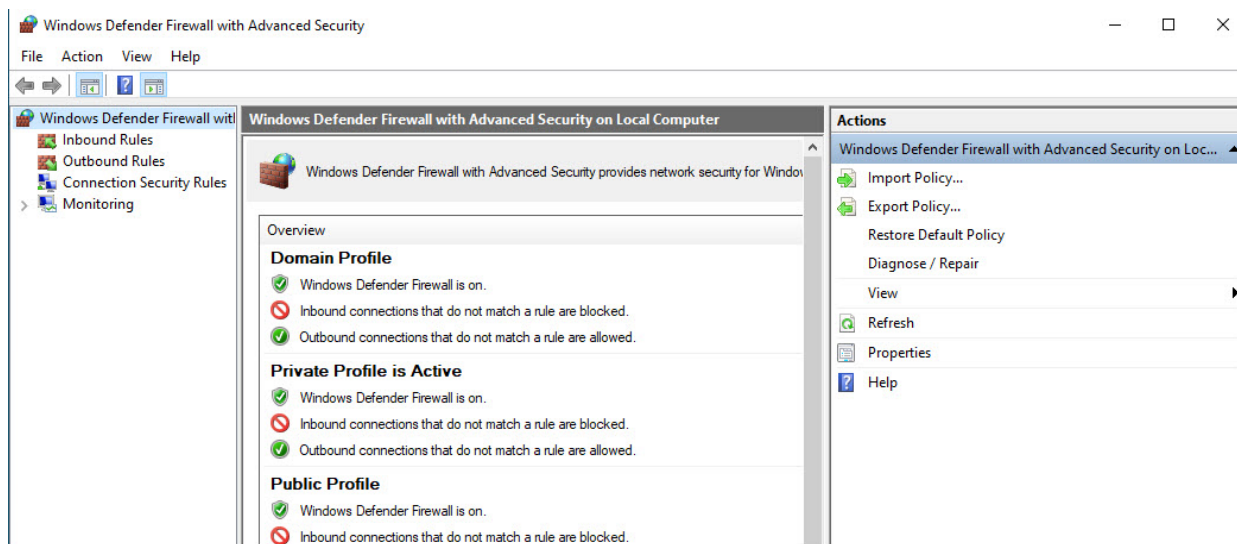 Windows Defender Firewall with Advanced Security
File Action View Help
Windows Defender Firewall wit
Inbound Rules
Outbound Rules
Connection Security Rules
Monitoring
Windows Defender Firewall with Advanced Security on Local Computer
Windows Defender Firewall with Advanced Security provides network security for Windov
Overview
Domain Profile
Windows Defender Firewall is on.
Inbound connections that do not match a rule are blocked.
Outbound connections that do not match a rule are allowed.
Private Profile is Active
Windows Defender Firewall is on.
Inbound connections that do not match a rule are blocked.
Outbound connections that do not match a rule are allowed.
Public Profile
Windows Defender Firewall is on.
Inbound connections that do not match a rule are blocked.
Actions
Windows Defender Firewall with Advanced Security on Loc...
Import Policy...
Export Policy...
Restore Default Policy
Diagnose / Repair
View
Refresh
Properties
Help